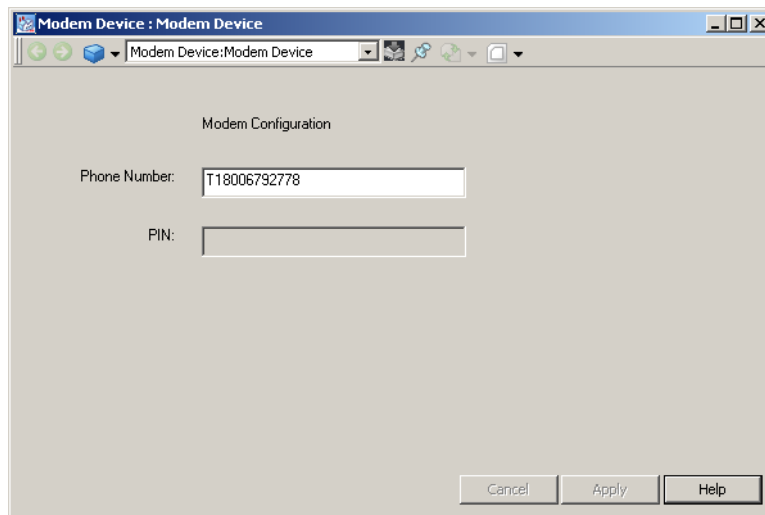 Modem Device : Modem Device
Modem Device:Modem Device
Modem Configuration
Phone Number: T18006792778
PIN:
Cancel Apply Help